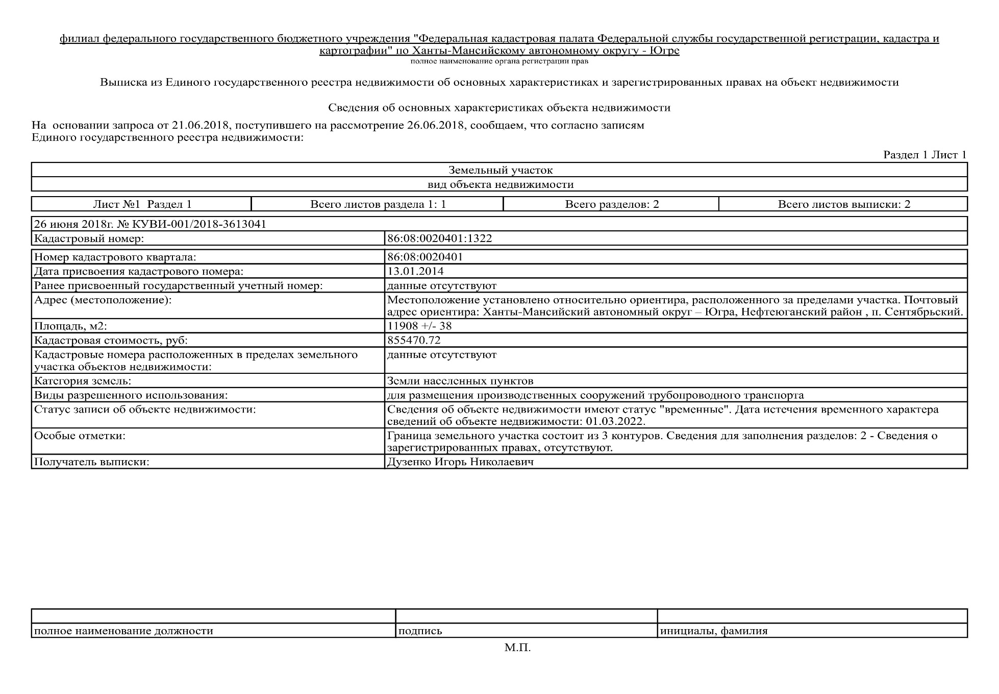 филиал федерального государственного бюджетного учреждения "Федеральная кадастровая палата Федеральной службы государственной регистрации, кадастра и
картографии" по Ханты-Мансийскому автономному округу - Югре
полное наименование органа регистрации прав
Выписка из Единого государственного реестра недвижимости об основных характеристиках и зарегистрированных правах на объект недвижимости
Сведения об основных характеристиках объекта недвижимости
На основании запроса от 21.06.2018, поступившего на рассмотрение 26.06.2018, сообщаем, что согласно записям
Единого государственного реестра недвижимости:
Раздел 1 Лист 1
Земельный участок
вид объекта недвижимости
Лист №1 Раздел 1 Всего листов раздела 1: 1 Всего разделов: 2 Всего листов выписки: 2
26 июня 2018г. № КУВИ-001/2018-3613041
Кадастровый номер: 86:08:0020401:1322
Номер кадастрового квартала: 86:08:0020401
Дата присвоения кадастрового номера: 13.01.2014
Ранее присвоенный государственный учетный номер: данные отсутствуют
Адрес (местоположение): Местоположение установлено относительно ориентира, расположенного за пределами участка. Почтовый
адрес ориентира: Ханты-Мансийский автономный округ – Югра, Нефтеюганский район , п. Сентябрьский.
Площадь, м2: 11908 +/- 38
Кадастровая стоимость, руб: 855470.72
Кадастровые номера расположенных в пределах земельного данные отсутствуют
участка объектов недвижимости:
Категория земель: Земли населенных пунктов
Виды разрешенного использования: для размещения производственных сооружений трубопроводного транспорта
Статус записи об объекте недвижимости: Сведения об объекте недвижимости имеют статус "временные". Дата истечения временного характера
сведений об объекте недвижимости: 01.03.2022.
Особые отметки: Граница земельного участка состоит из 3 контуров. Сведения для заполнения разделов: 2 - Сведения о
зарегистрированных правах, отсутствуют.
Получатель выписки: Дузенко Игорь Николаевич
полное наименование должности подпись инициалы, фамилия
М.П.